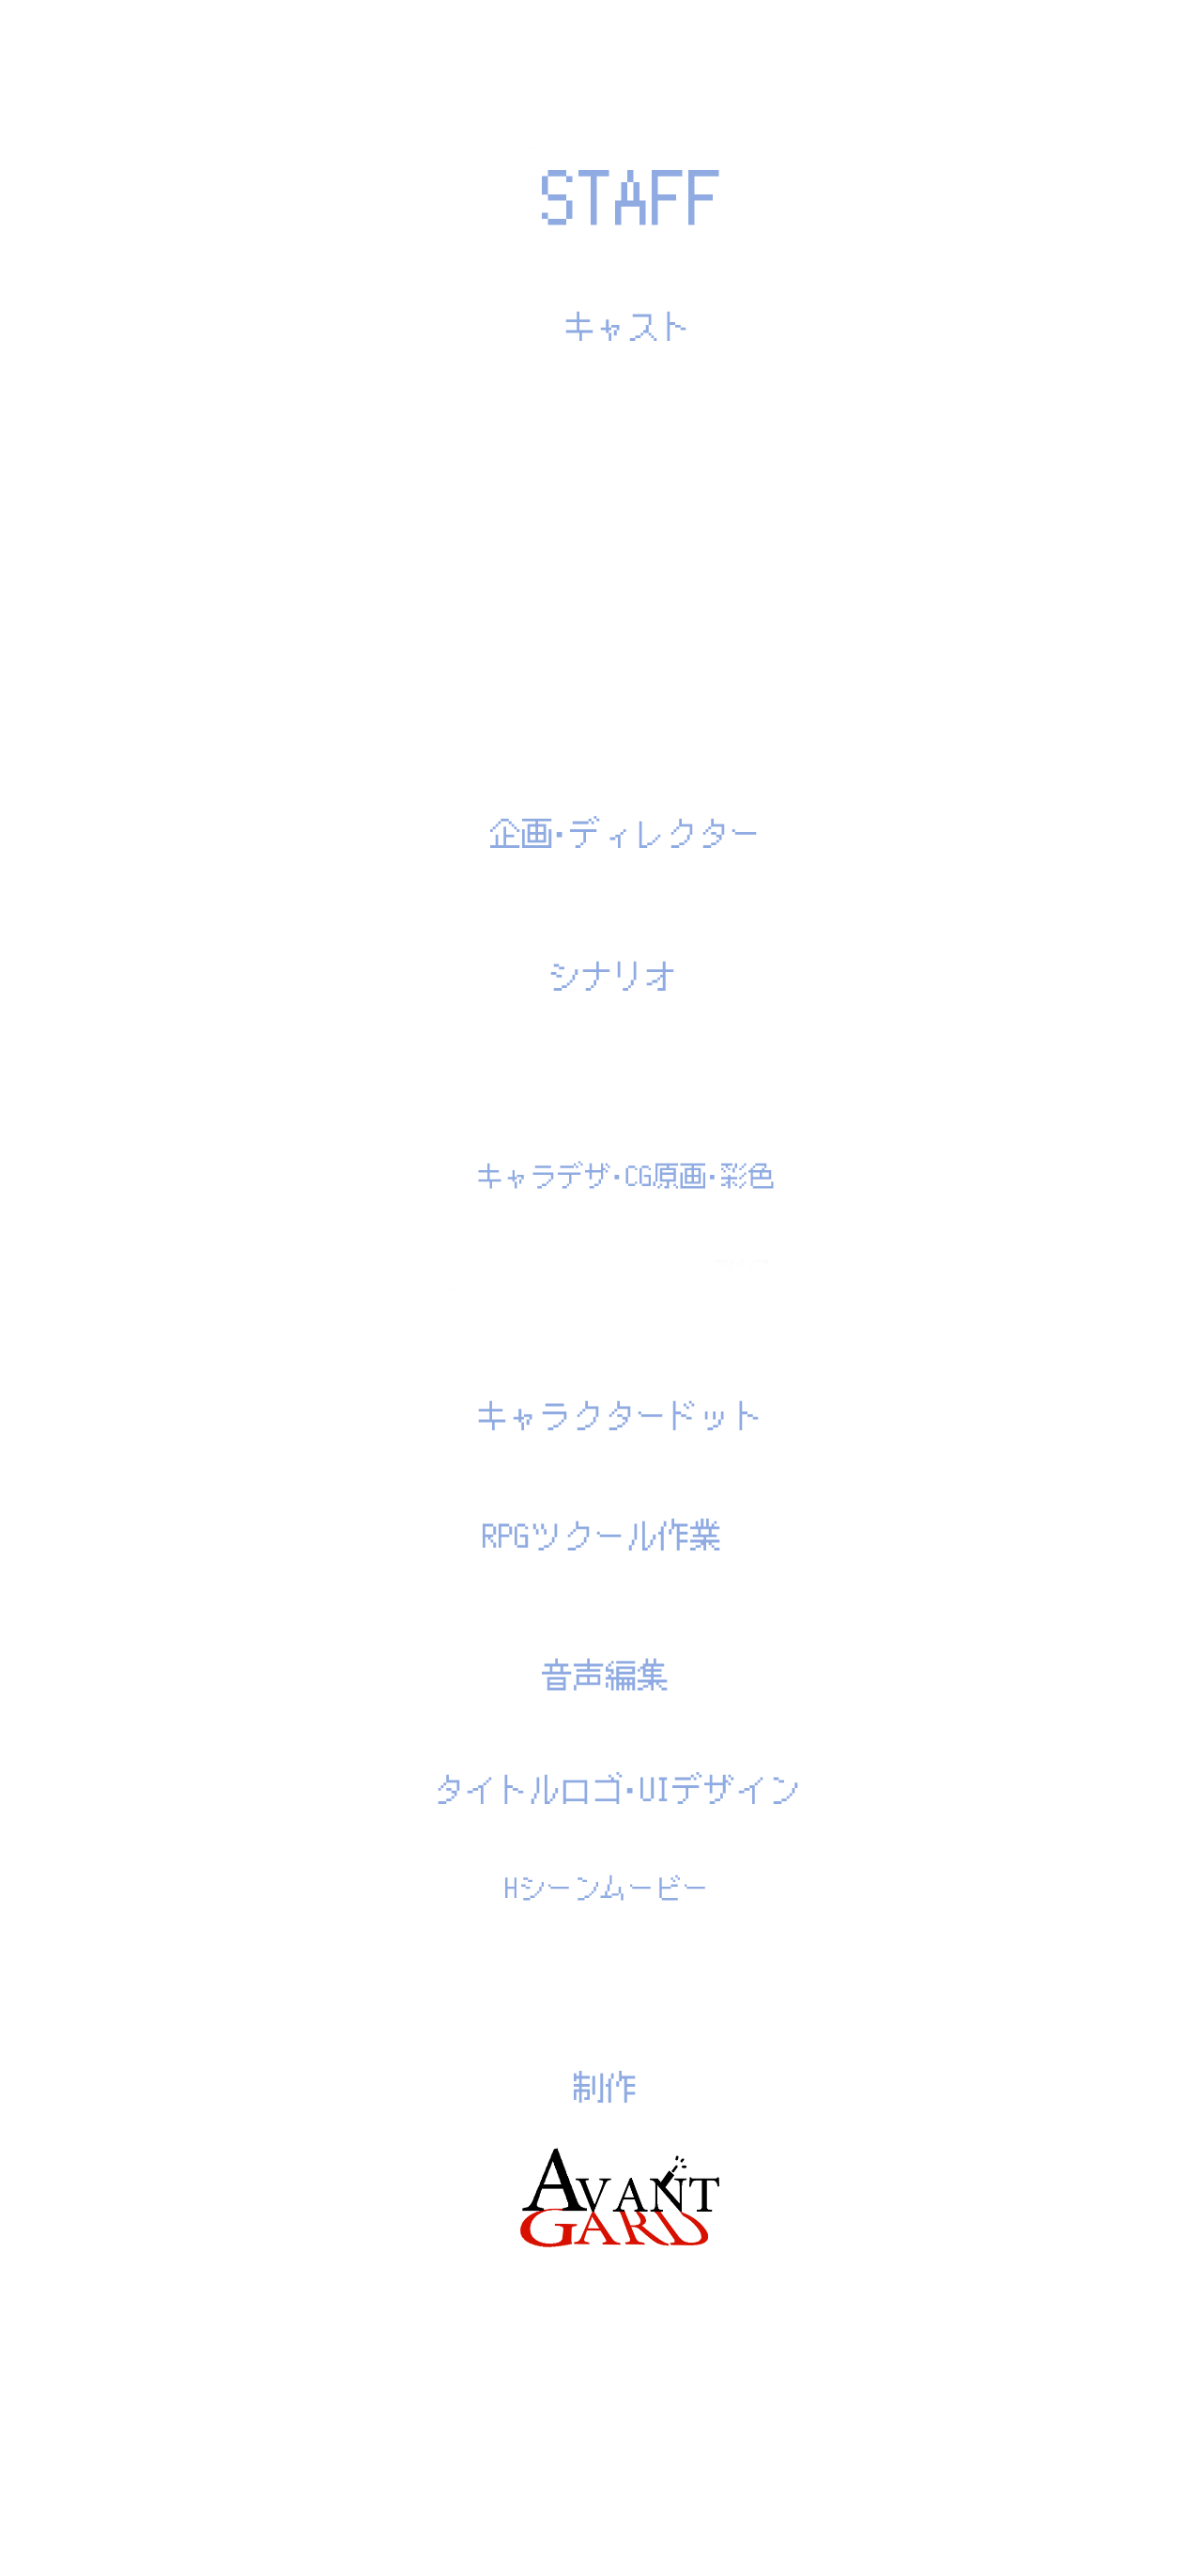 STAFF
キャスト
企画・ディレクター
シナリオ
キャラデザ・CG原画・彩色
キャラクタードット
RPGツクール作業
音声編集
タイトルロゴ・UIデザイン
Hシーンムービー
制作
AVANT
GARD